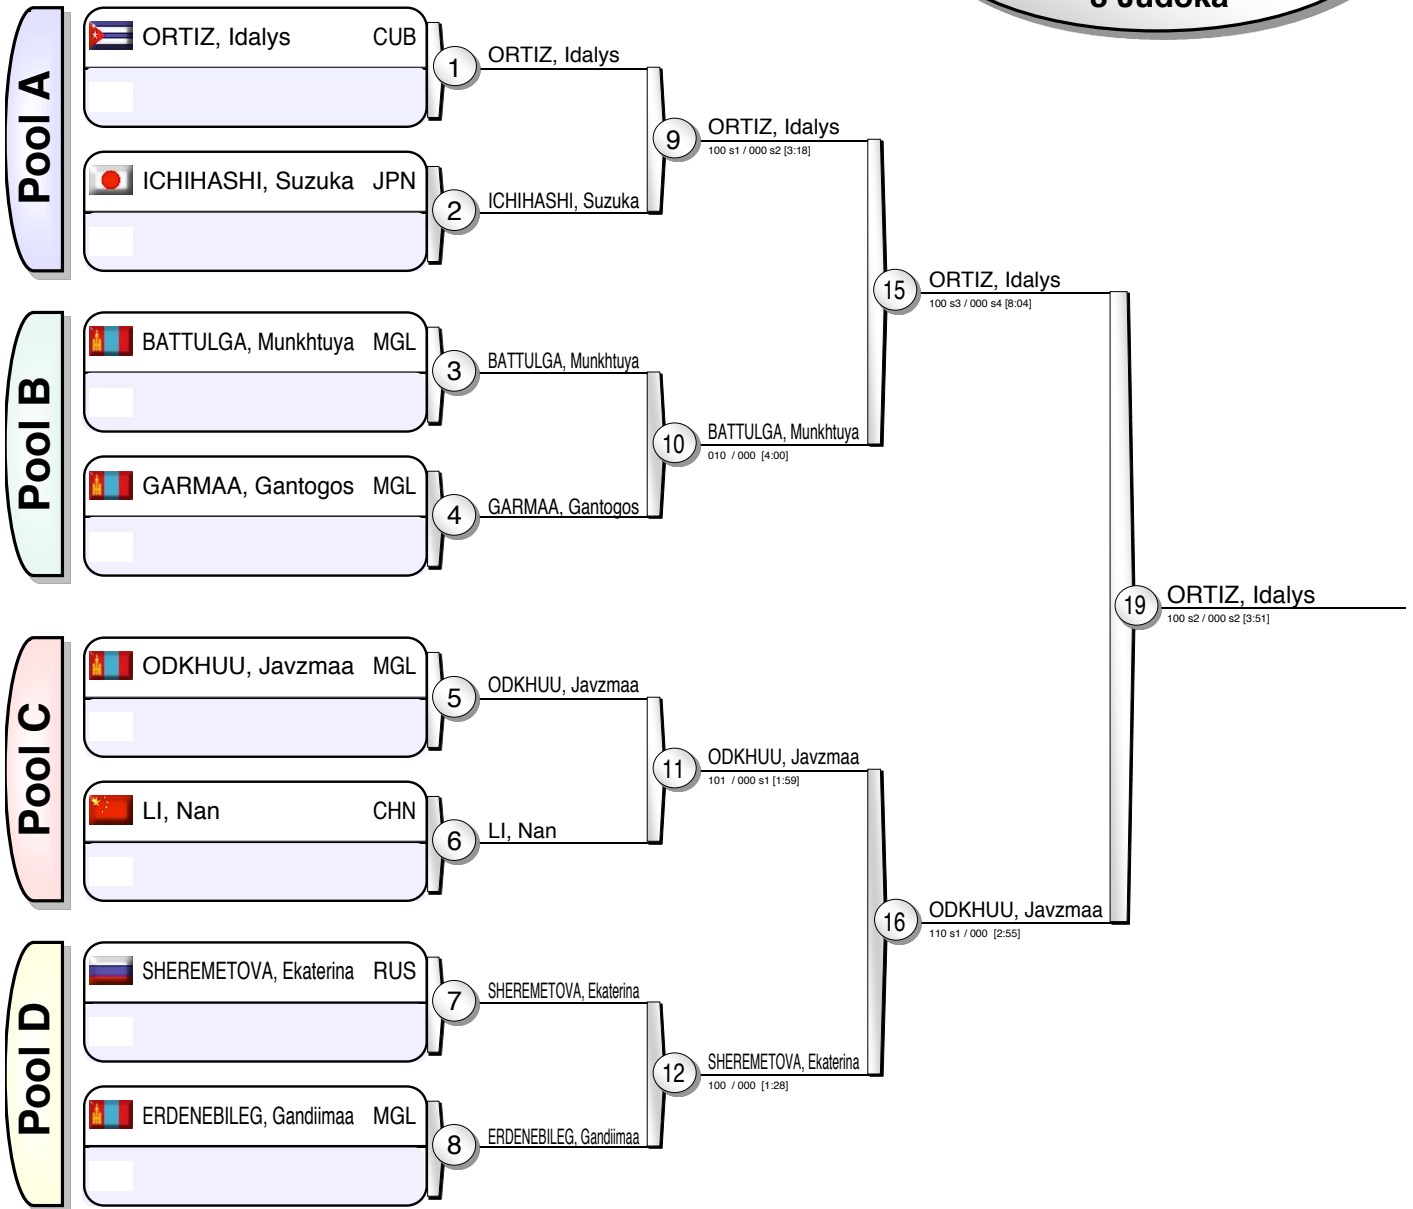 8 Judoka
Pool A
ORTIZ, Idalys CUB
1
ORTIZ, Idalys
ICHIHASHI, Suzuka JPN
2
ICHIHASHI, Suzuka
9
ORTIZ, Idalys
100 s1 / 000 s2 [3:18]
Pool B
BATTULGA, Munkhtuya MGL
3
BATTULGA, Munkhtuya
GARMAA, Gantogos MGL
4
GARMAA, Gantogos
10
BATTULGA, Munkhtuya
010 / 000 [4:00]
15
ORTIZ, Idalys
100 s3 / 000 s4 [8:04]
Pool C
ODKHUU, Javzmaa MGL
5
ODKHUU, Javzmaa
LI, Nan CHN
6
LI, Nan
11
ODKHUU, Javzmaa
101 / 000 s1 [1:59]
Pool D
SHEREMETOVA, Ekaterina RUS
7
SHEREMETOVA, Ekaterina
ERDENEBILEG, Gandiimaa MGL
8
ERDENEBILEG, Gandiimaa
12
SHEREMETOVA, Ekaterina
100 / 000 [1:28]
16
ODKHUU, Javzmaa
110 s1 / 000 [2:55]
19
ORTIZ, Idalys
100 s2 / 000 s2 [3:51]